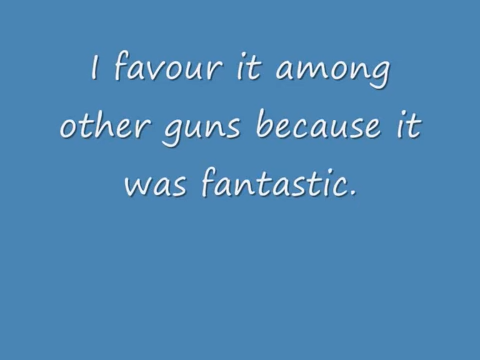 I favour it among
other guns because it
was fantastic.